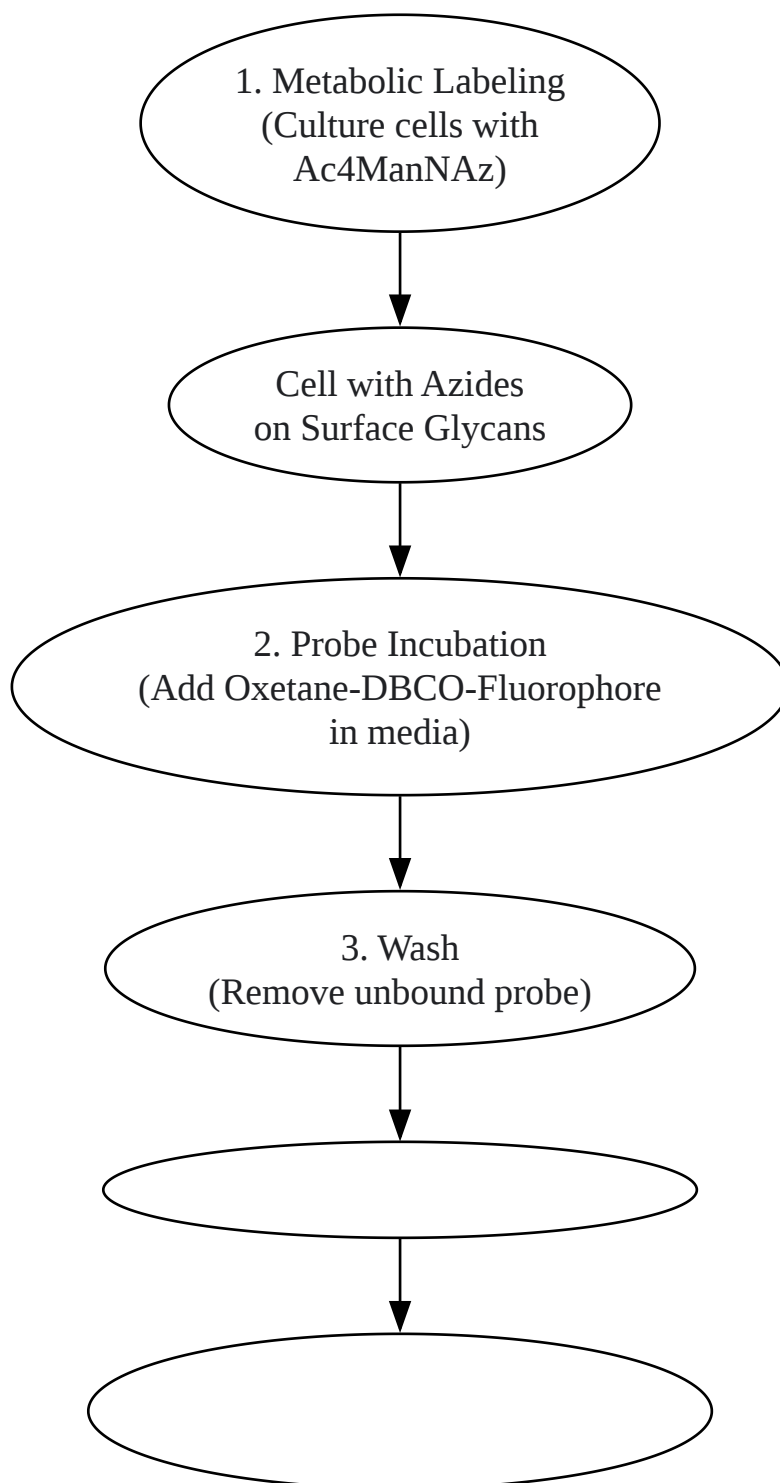 1. Metabolic Labeling
(Culture cells with
Ac4ManNAz)
Cell with Azides
on Surface Glycans
2. Probe Incubation
(Add Oxetane-DBCO-Fluorophore
in media)
3. Wash
(Remove unbound probe)